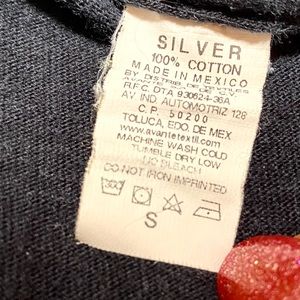 SILVER
100% COTTON
MADE IN MEXICO
R.F.C. DTA 930624-36A
AV IND AUTOMOTRIZ 128
C.P. 50200
TOLUCA, EDO. DE MEX
www.avantetextil.com
MACHINE WASH COLD
TUMBLE DRY LOW
NO BLEACH
DO NOT IRON IMPRINTED
S